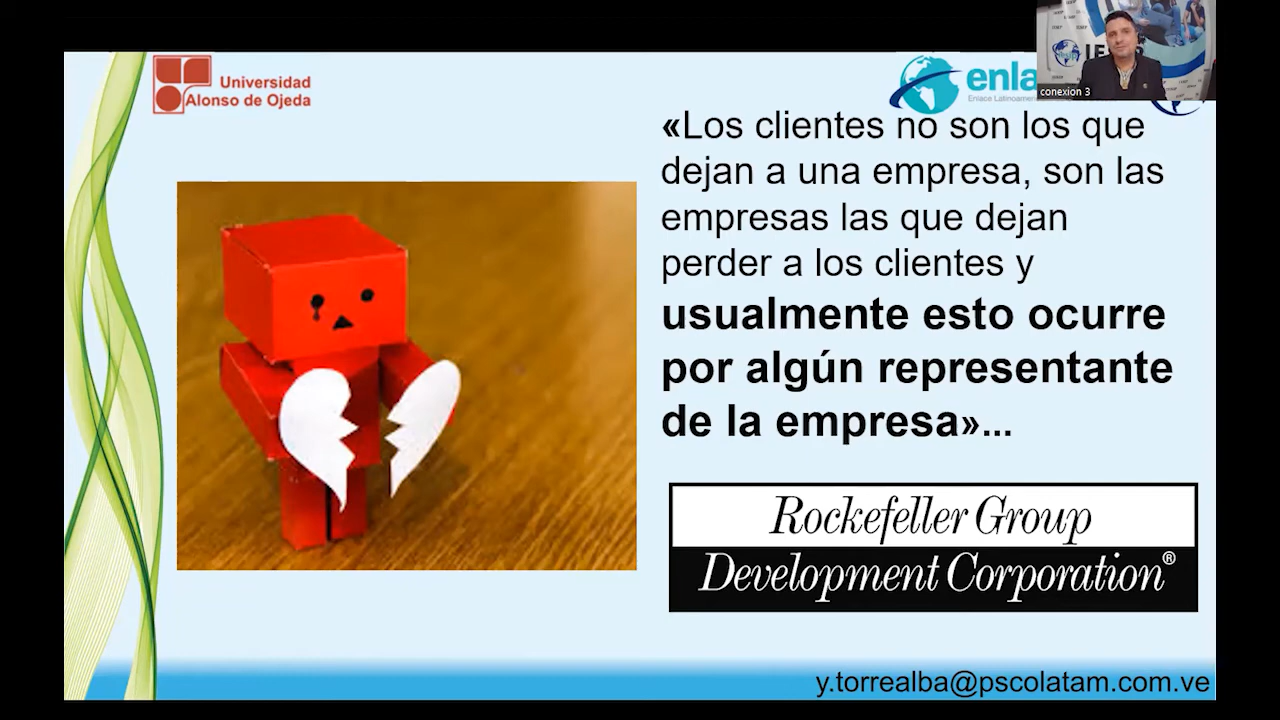 Universidad
Alonso de Ojeda
enla
conexion 3
«Los clientes no son los que
dejan a una empresa, son las
empresas las que dejan
perder a los clientes y
usualmente esto ocurre
por algún representante
de la empresa»...
Rockefeller Group
Development Corporation®
y.torrealba@pscolatam.com.ve